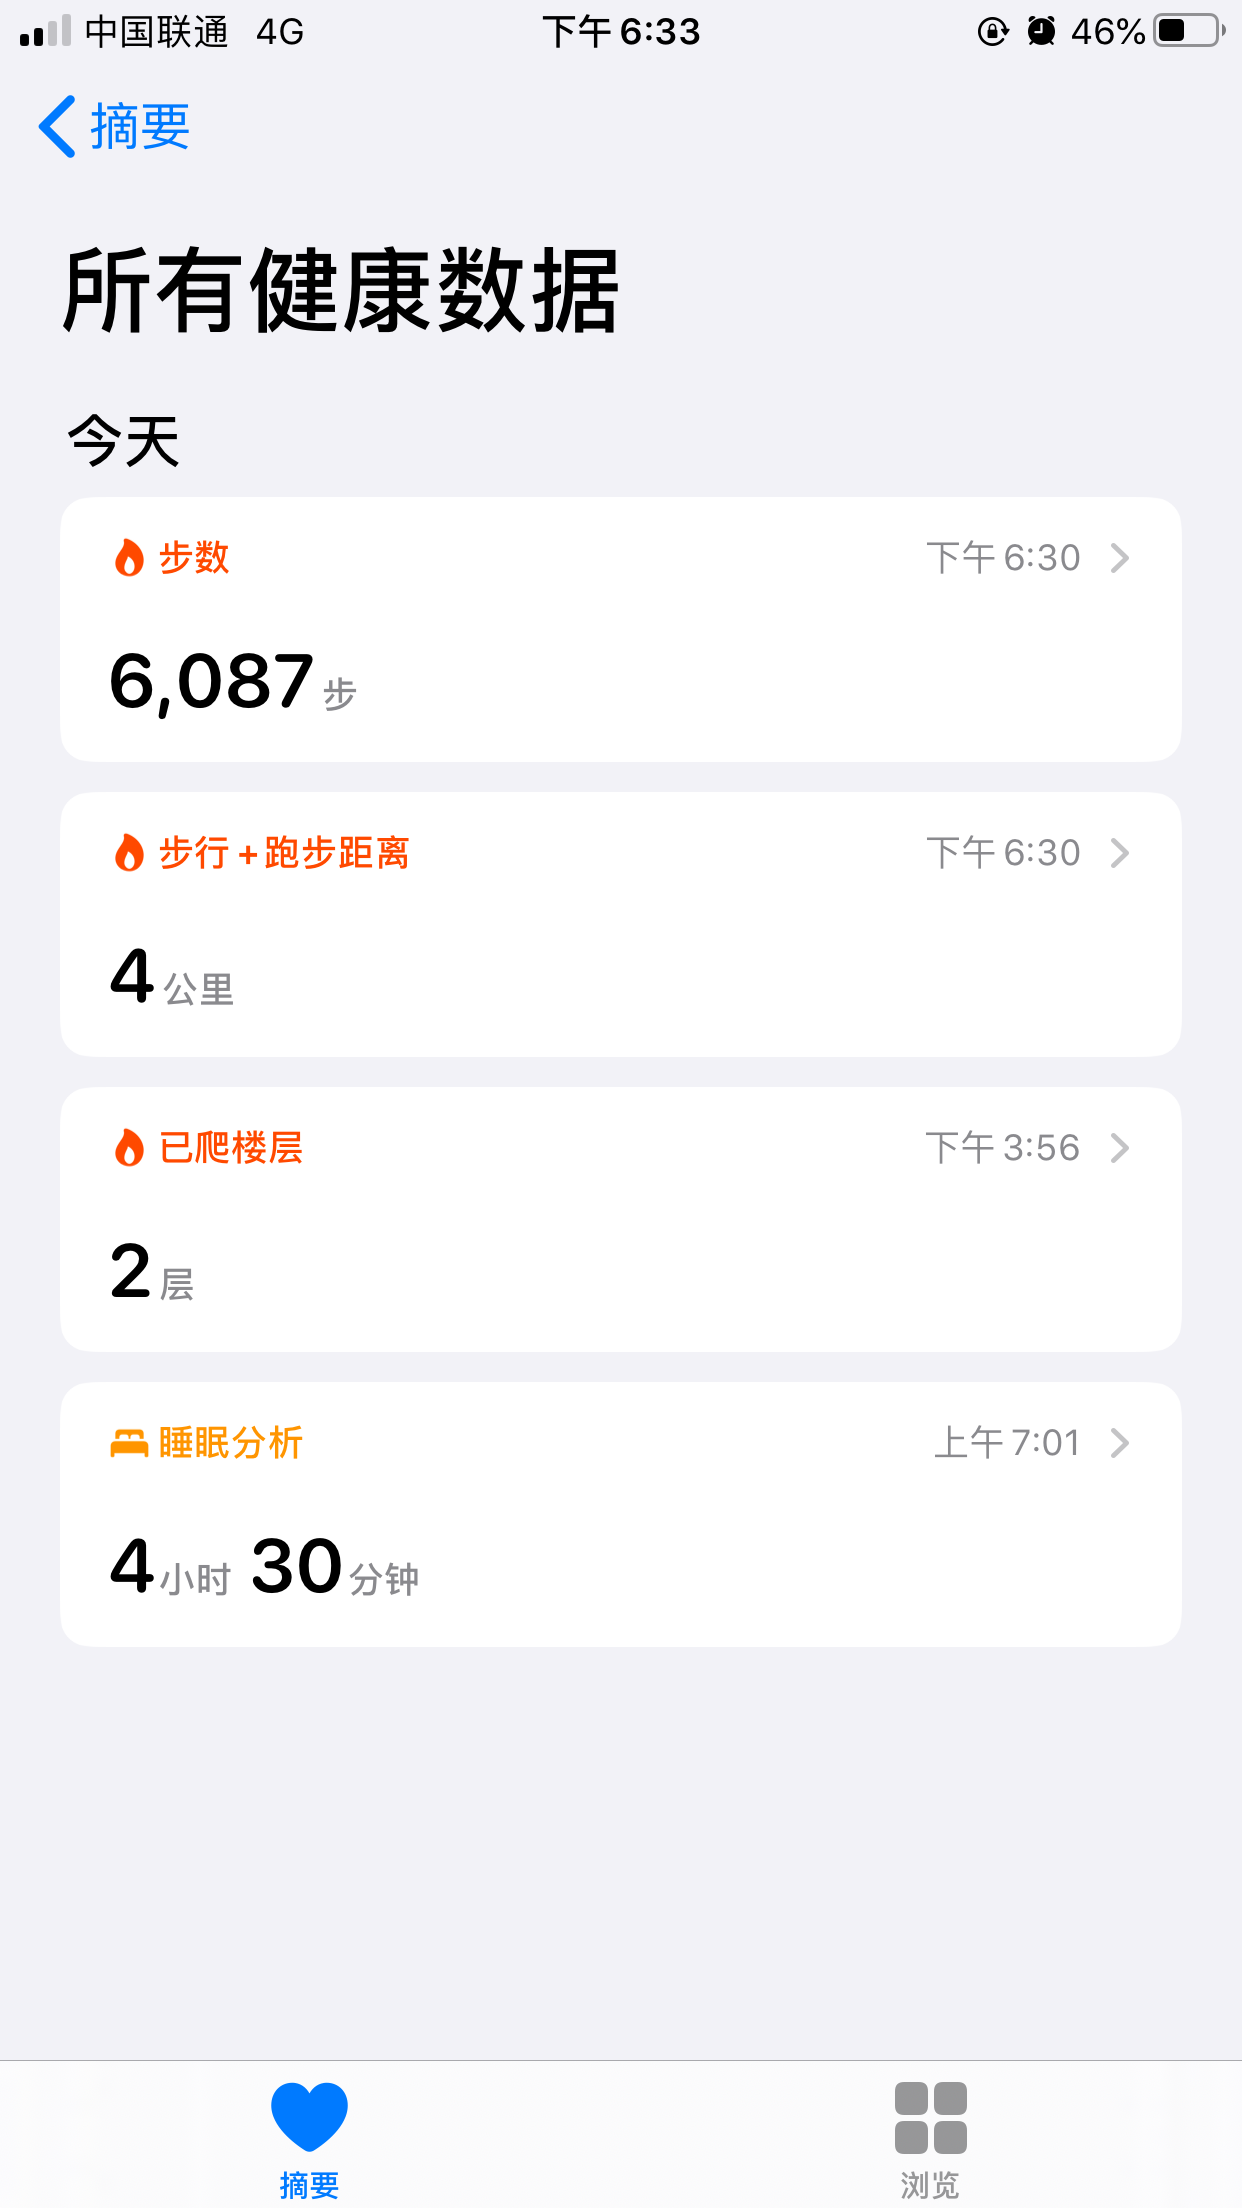 中国联通 4G 下午 6:33 46%
摘要
所有健康数据
今天
步数 下午 6:30
6,087 步
步行 + 跑步距离 下午 6:30
4 公里
已爬楼层 下午 3:56
2 层
睡眠分析 上午 7:01
4 小时 30 分钟
摘要 浏览